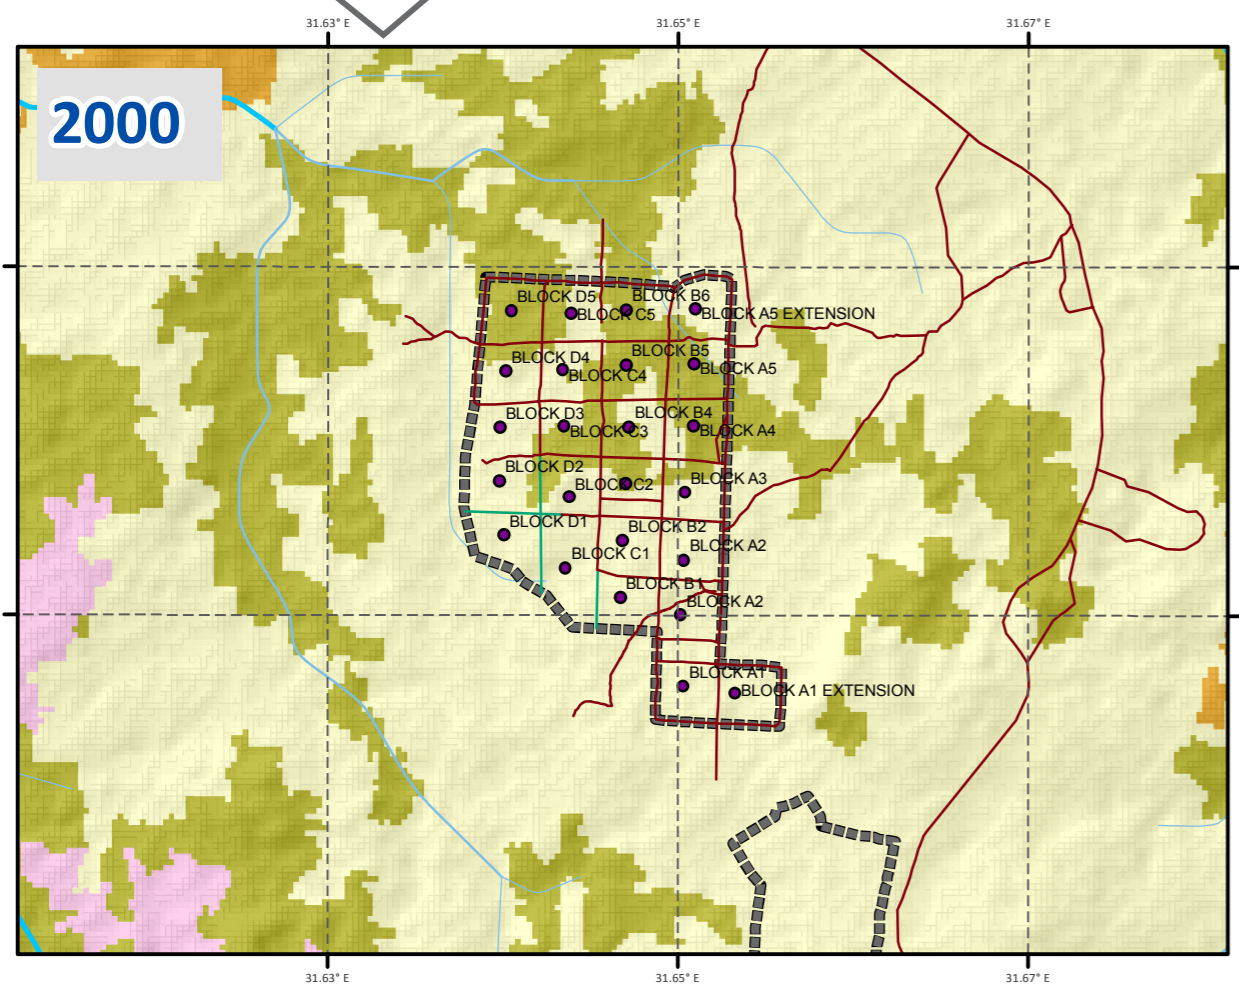 31.63° E
31.65° E
31.67° E
2000
BLOCK D5
BLOCK B6
BLOCK C5
BLOCK A5 EXTENSION
BLOCK D4
BLOCK B5
BLOCK C4
BLOCK A5
BLOCK D3
BLOCK B4
BLOCK C3
BLOCK A4
BLOCK D2
BLOCK C2
BLOCK A3
BLOCK D1
BLOCK B2
BLOCK C1
BLOCK A2
BLOCK B1
BLOCK A2
BLOCK A1
BLOCK A1 EXTENSION
31.63° E
31.65° E
31.67° E